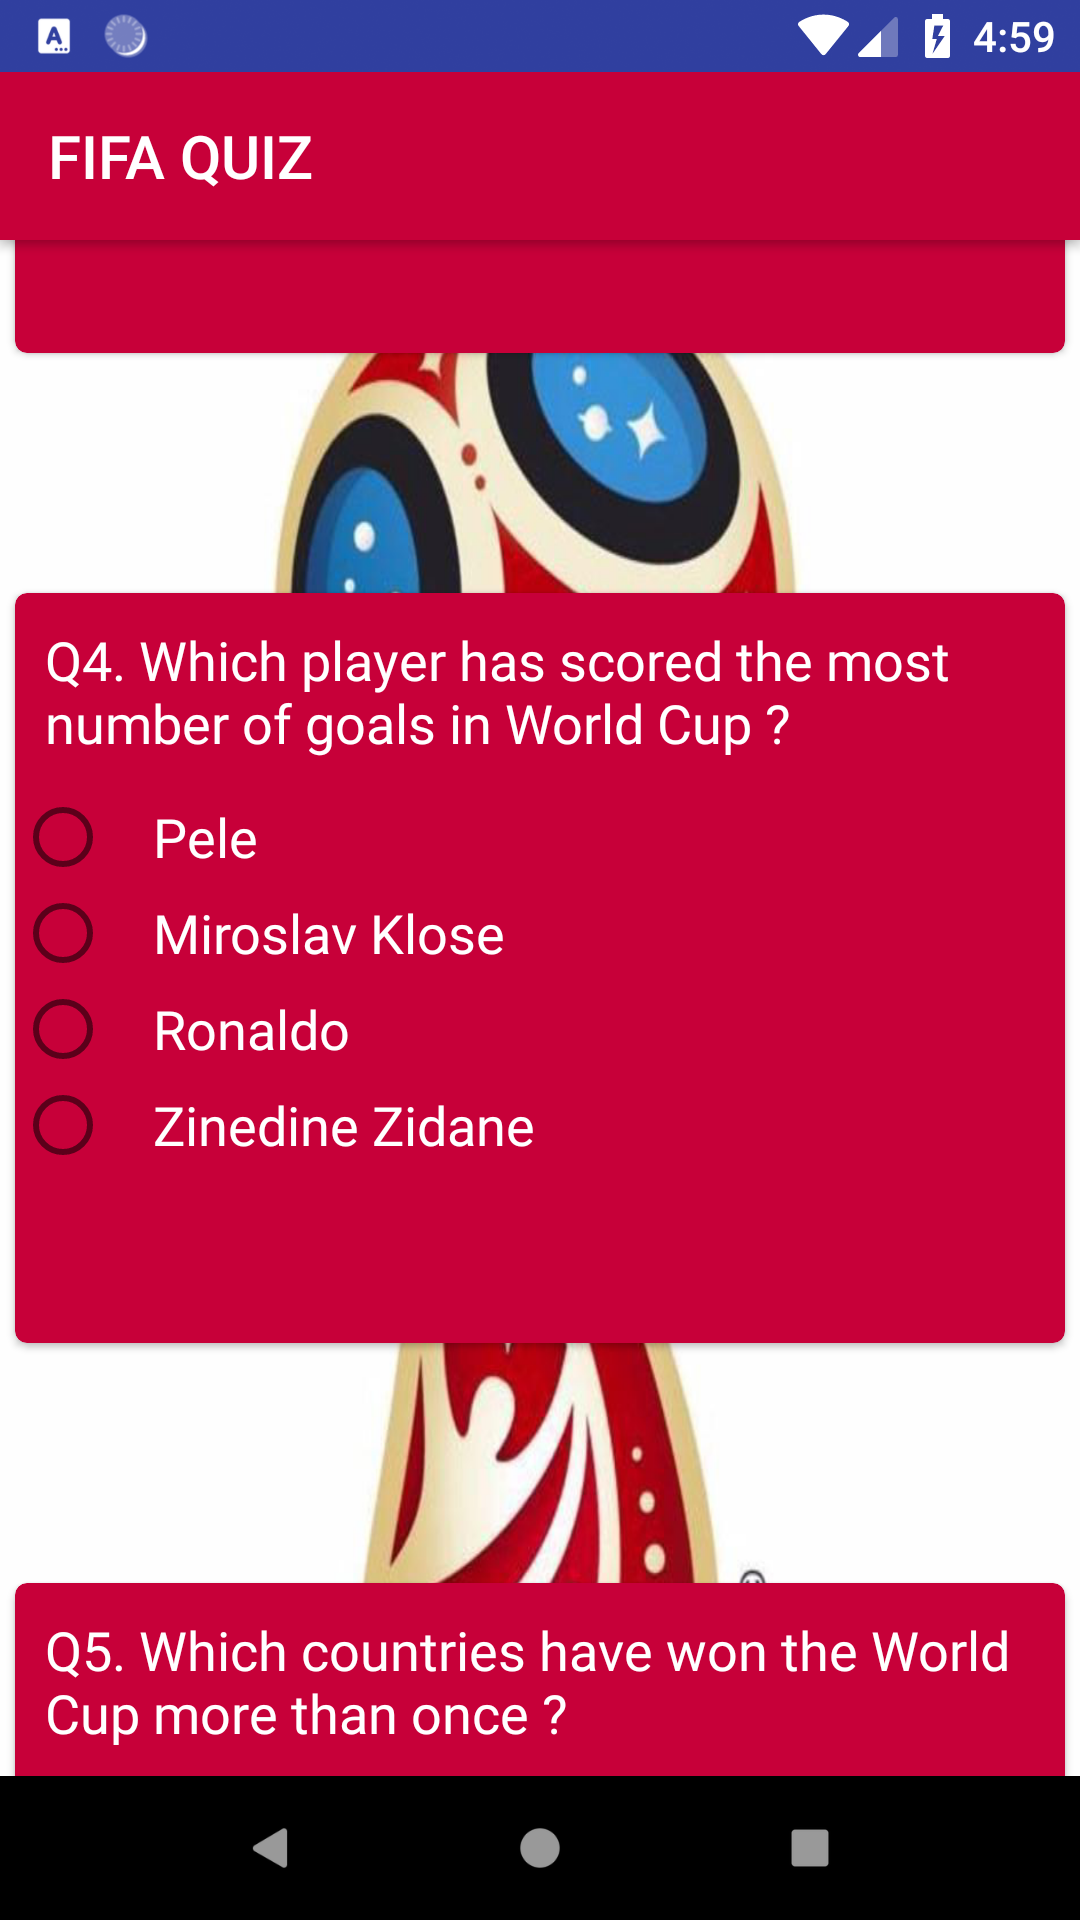 4:59
FIFA QUIZ
Q4. Which player has scored the most
number of goals in World Cup ?
Pele
Miroslav Klose
Ronaldo
Zinedine Zidane
Q5. Which countries have won the World
Cup more than once ?